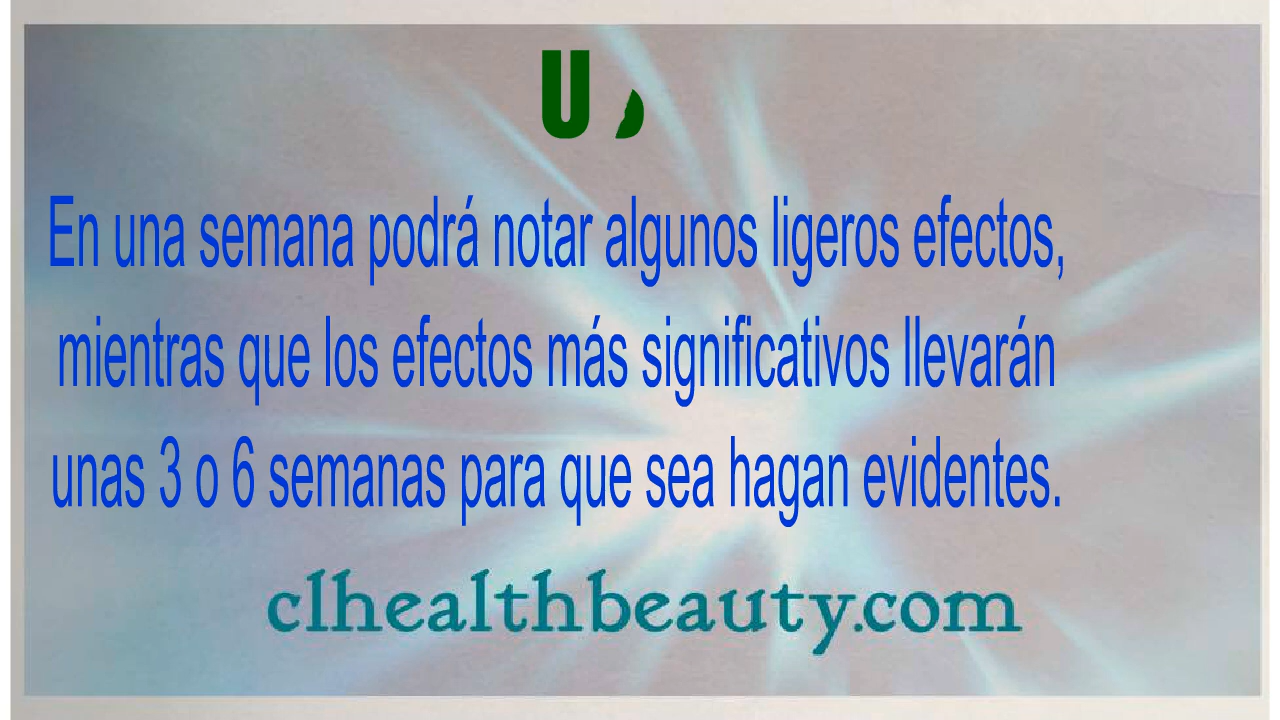 U
En una semana podrá notar algunos ligeros efectos,
mientras que los efectos más significativos llevarán
unas 3 o 6 semanas para que sea hagan evidentes.
clhealthbeauty.com